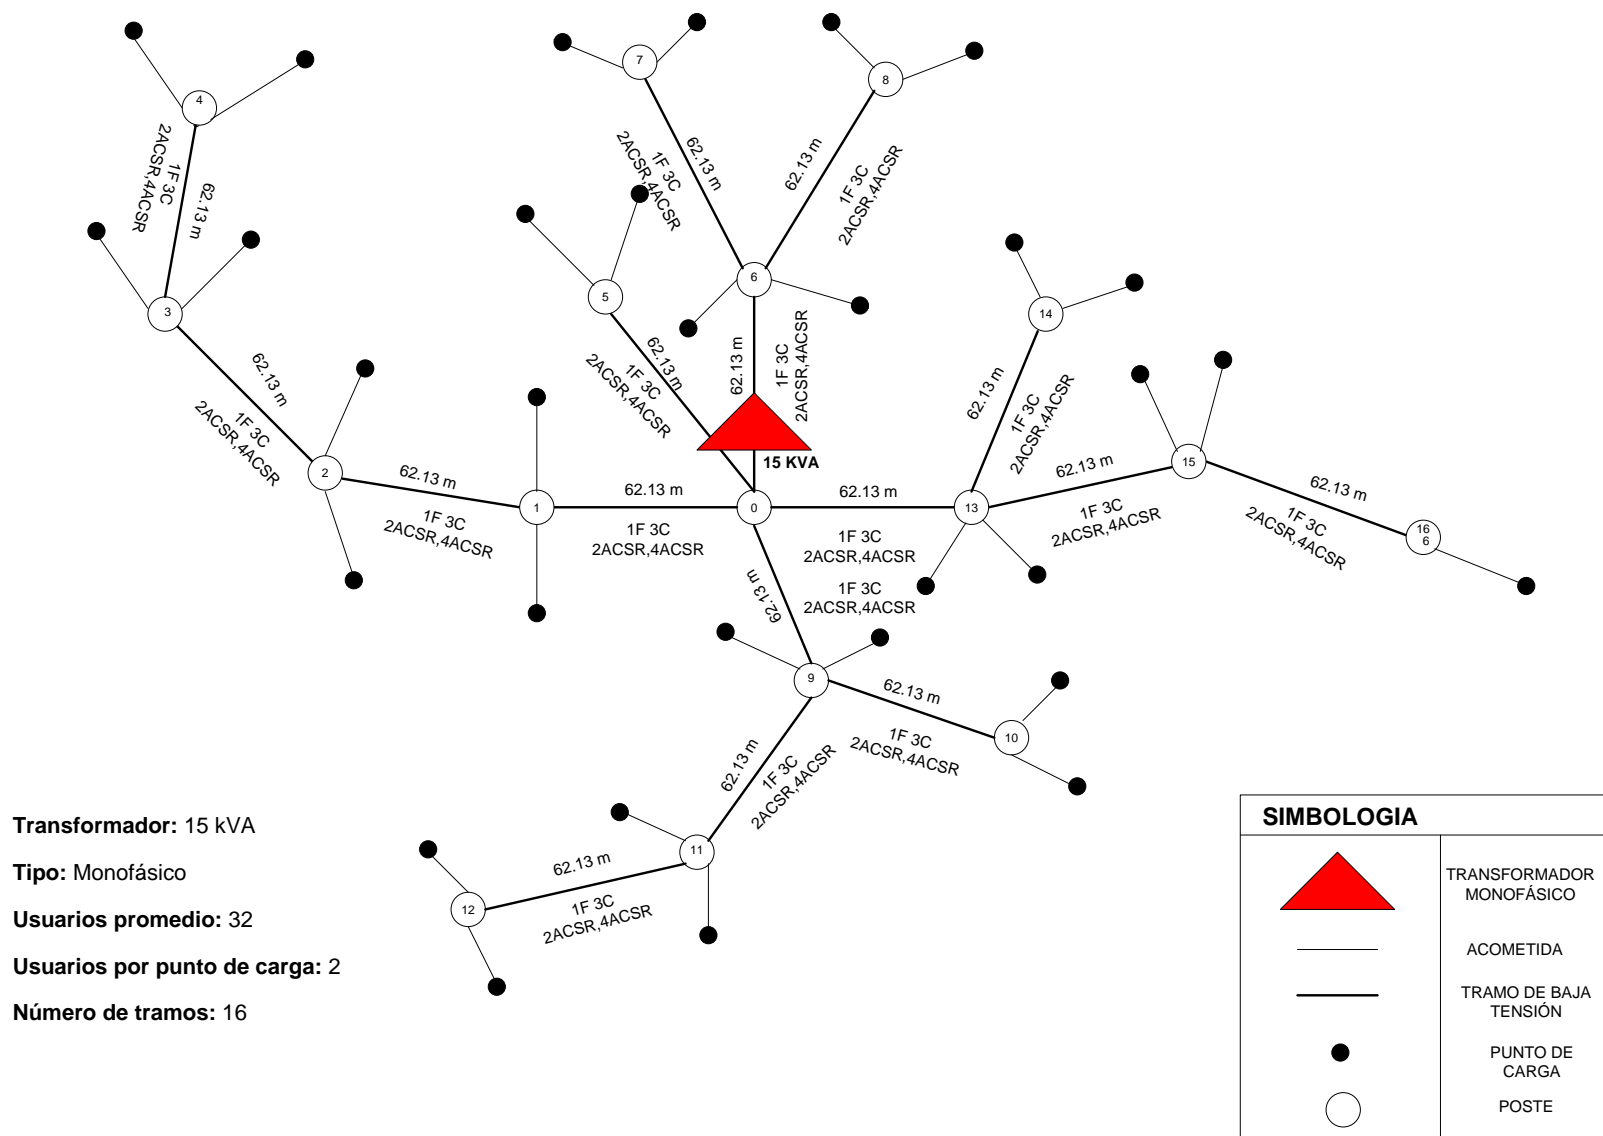 4
7
8
2ACSR,4ACSR
1F 3C
62.13 m
62.13 m
1F 3C
2ACSR,4ACSR
62.13 m
1F 3C
2ACSR,4ACSR
3
5
6
14
62.13 m
1F 3C
2ACSR,4ACSR
62.13 m
1F 3C
2ACSR,4ACSR
62.13 m
1F 3C
2ACSR,4ACSR
62.13 m
1F 3C
2ACSR,4ACSR
15 KVA
2
62.13 m
1F 3C
2ACSR,4ACSR
1
62.13 m
1F 3C
2ACSR,4ACSR
0
62.13 m
1F 3C
2ACSR,4ACSR
13
62.13 m
1F 3C
2ACSR,4ACSR
15
62.13 m
1F 3C
2ACSR,4ACSR
16
6
62.13 m
1F 3C
2ACSR,4ACSR
9
62.13 m
1F 3C
2ACSR,4ACSR
10
62.13 m
1F 3C
2ACSR,4ACSR
11
62.13 m
1F 3C
2ACSR,4ACSR
12
Transformador: 15 kVA
Tipo: Monofásico
Usuarios promedio: 32
Usuarios por punto de carga: 2
Número de tramos: 16
SIMBOLOGIA
TRANSFORMADOR
MONOFÁSICO
ACOMETIDA
TRAMO DE BAJA
TENSIÓN
PUNTO DE
CARGA
POSTE